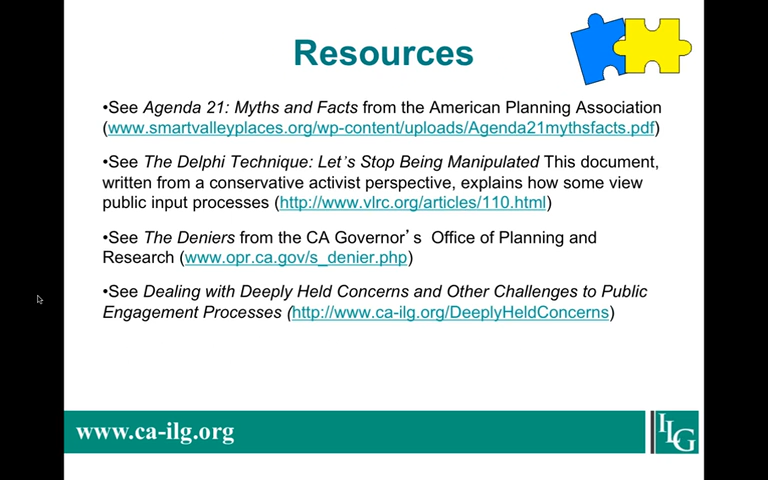 Resources
•See Agenda 21: Myths and Facts from the American Planning Association
(www.smartvalleyplaces.org/wp-content/uploads/Agenda21mythsfacts.pdf)
•See The Delphi Technique: Let's Stop Being Manipulated This document,
written from a conservative activist perspective, explains how some view
public input processes (http://www.vlrc.org/articles/110.html)
•See The Deniers from the CA Governor's Office of Planning and
Research (www.opr.ca.gov/s_denier.php)
•See Dealing with Deeply Held Concerns and Other Challenges to Public
Engagement Processes (http://www.ca-ilg.org/DeeplyHeldConcerns)
www.ca-ilg.org
ILG